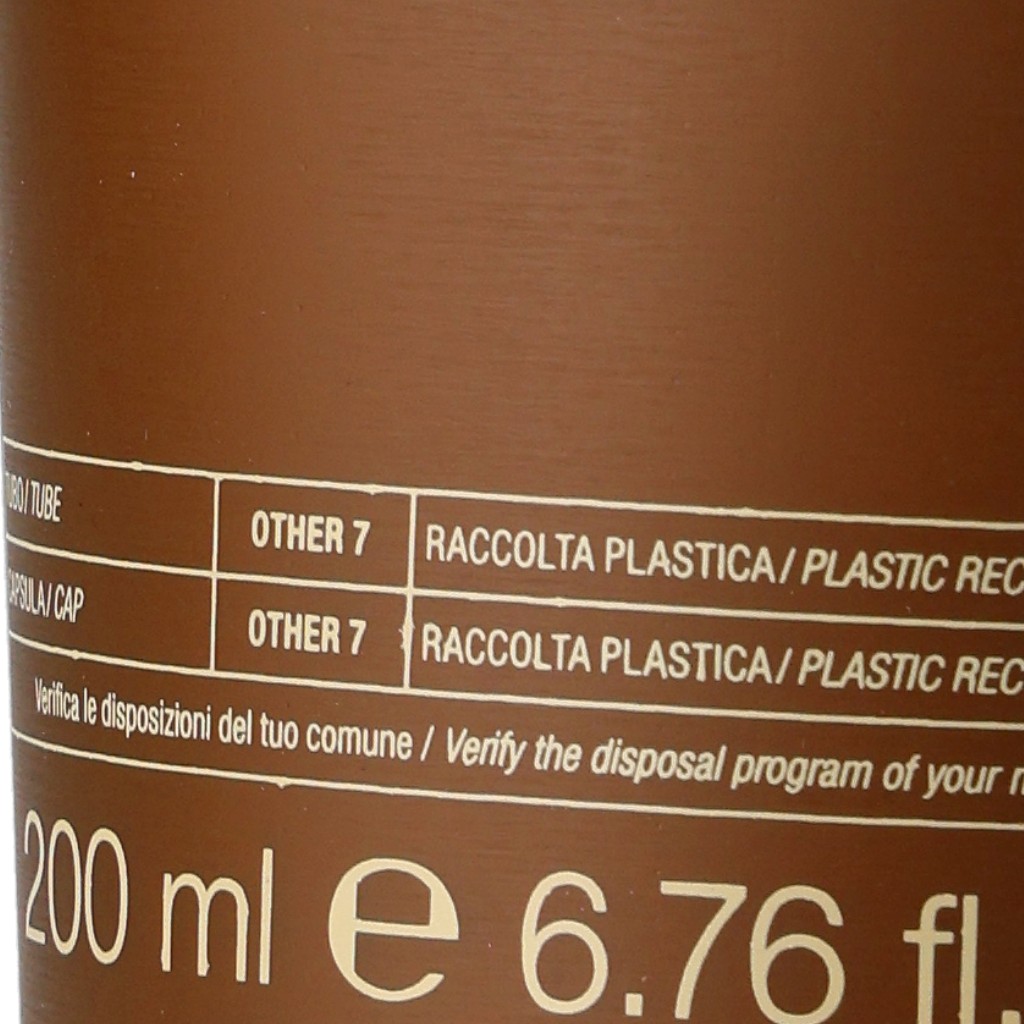 TUBO / TUBE OTHER 7 RACCOLTA PLASTICA / PLASTIC REC
CAPSULA / CAP OTHER 7 RACCOLTA PLASTICA / PLASTIC REC
Verifica le disposizioni del tuo comune / Verify the disposal program of your
200 ml e 6.76 fl.